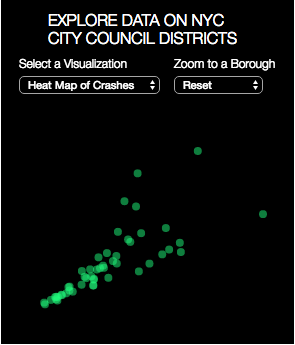 EXPLORE DATA ON NYC
CITY COUNCIL DISTRICTS
Select a Visualization
Zoom to a Borough
Heat Map of Crashes
Reset